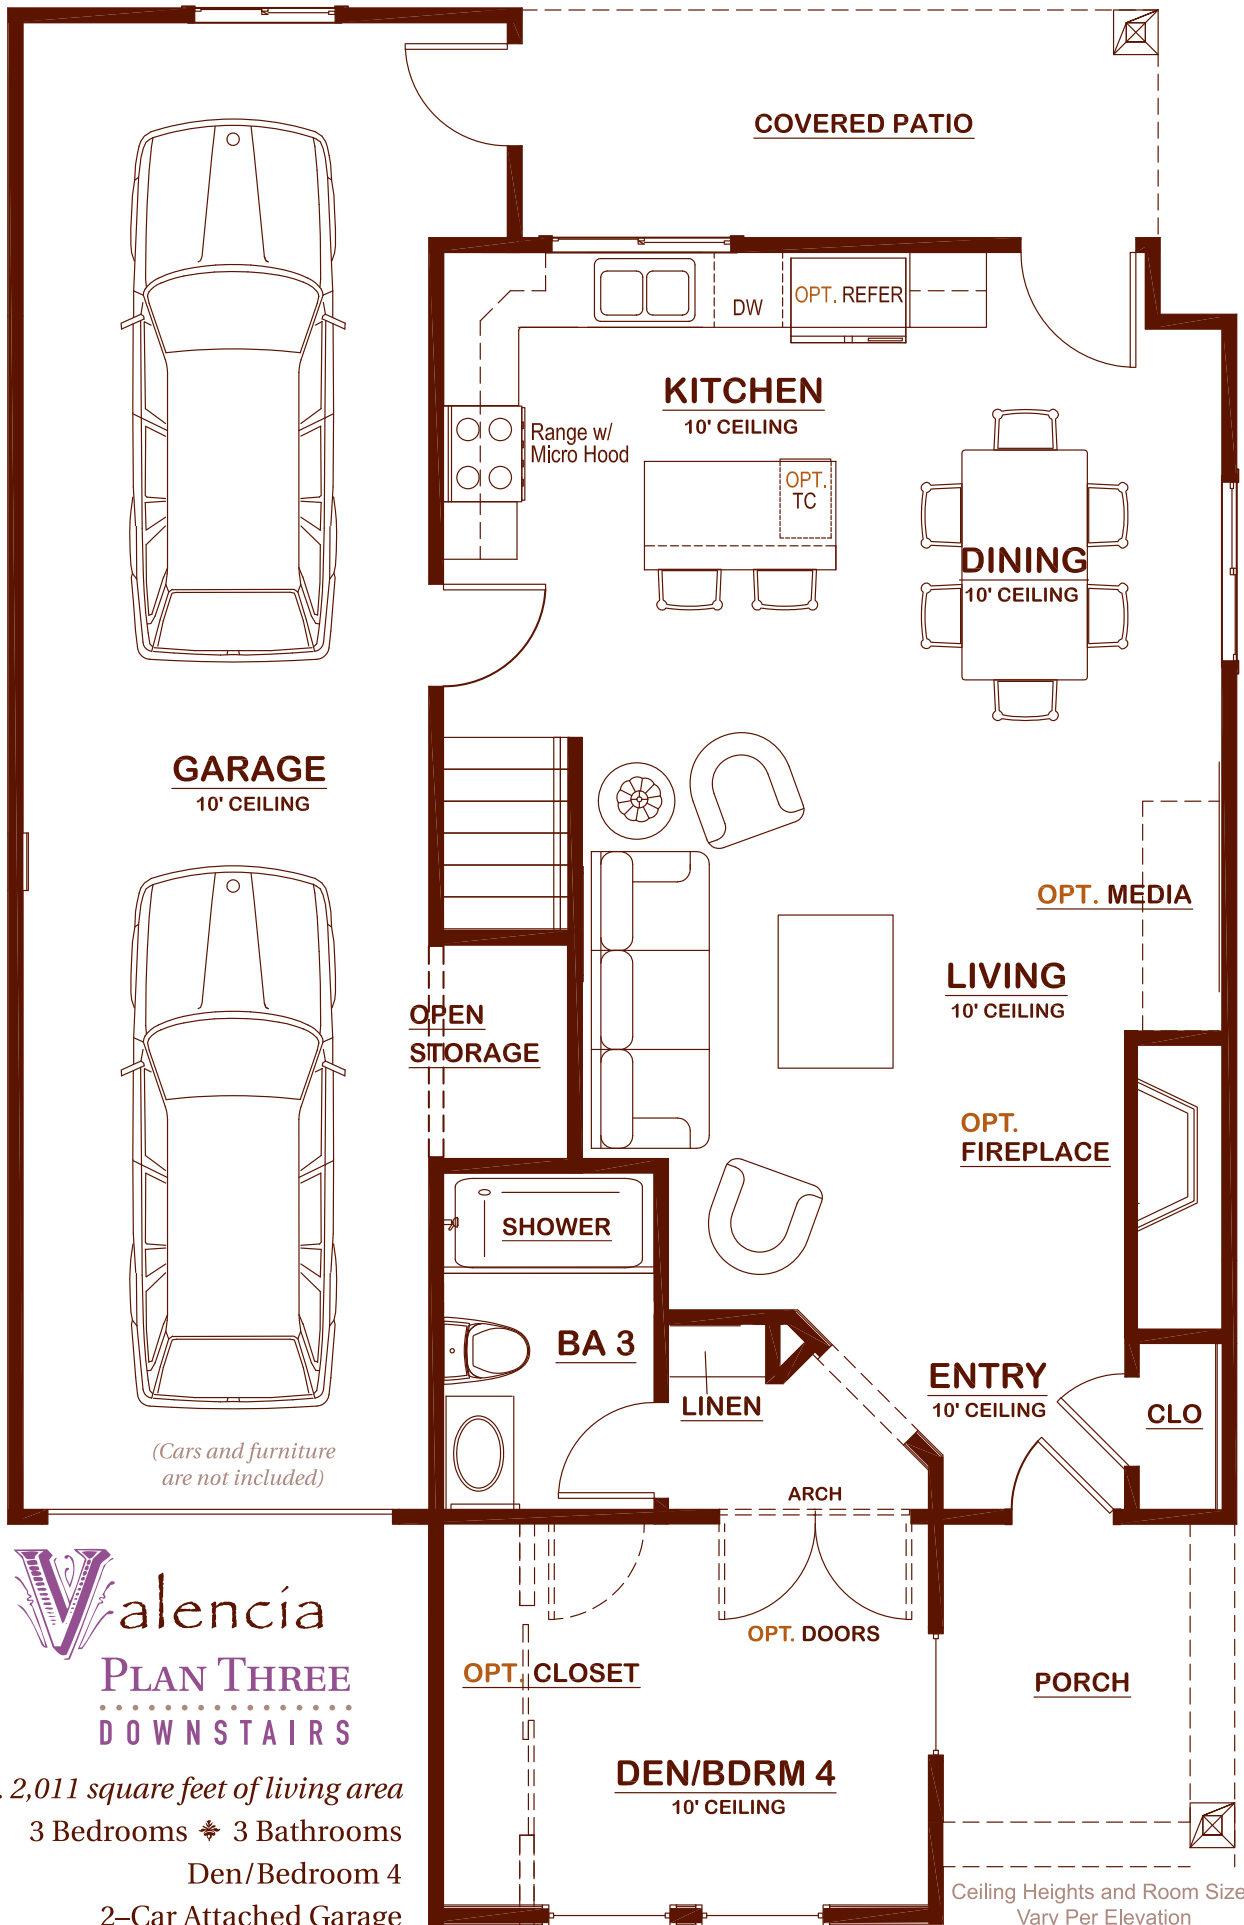 COVERED PATIO
DW
OPT. REFER
KITCHEN
10' CEILING
Range w/
Micro Hood
OPT.
TC
DINING
10' CEILING
GARAGE
10' CEILING
OPT. MEDIA
LIVING
10' CEILING
OPEN
STORAGE
OPT.
FIREPLACE
SHOWER
BA 3
LINEN
ENTRY
10' CEILING
CLO
(Cars and furniture
are not included)
ARCH
OPT. DOORS
OPT. CLOSET
PORCH
DEN/BDRM 4
10' CEILING
Valencia
PLAN THREE
DOWNSTAIRS
. 2,011 square feet of living area
3 Bedrooms 3 Bathrooms
Den/Bedroom 4
2–Car Attached Garage
Ceiling Heights and Room Size
Vary Per Elevation